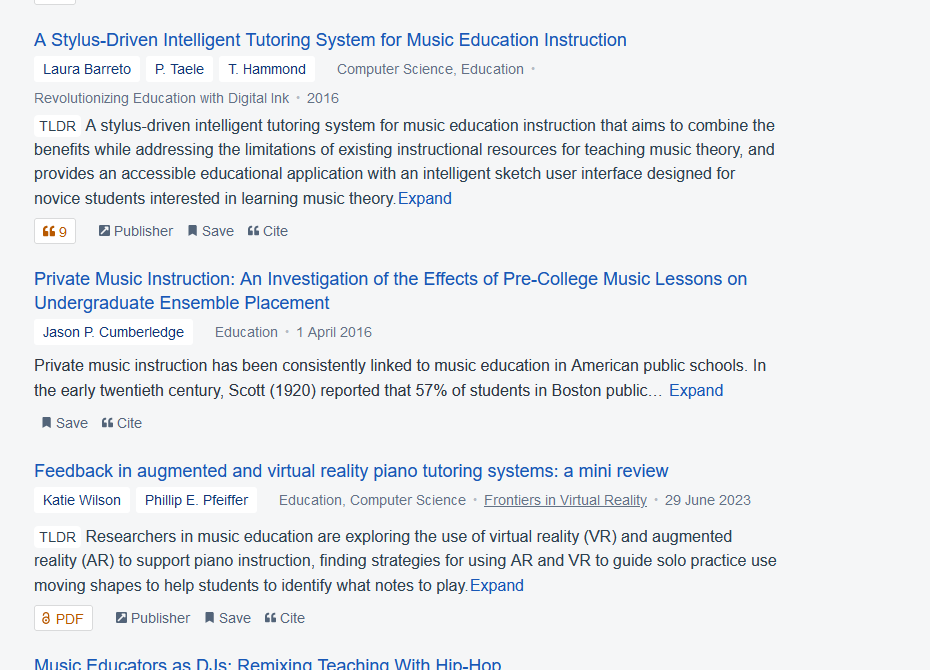 A Stylus-Driven Intelligent Tutoring System for Music Education Instruction
Laura Barreto P. Taele T. Hammond Computer Science, Education •
Revolutionizing Education with Digital Ink • 2016
TLDR A stylus-driven intelligent tutoring system for music education instruction that aims to combine the
benefits while addressing the limitations of existing instructional resources for teaching music theory, and
provides an accessible educational application with an intelligent sketch user interface designed for
novice students interested in learning music theory. Expand
9 Publisher Save Cite
Private Music Instruction: An Investigation of the Effects of Pre-College Music Lessons on
Undergraduate Ensemble Placement
Jason P. Cumberledge Education • 1 April 2016
Private music instruction has been consistently linked to music education in American public schools. In
the early twentieth century, Scott (1920) reported that 57% of students in Boston public… Expand
Save Cite
Feedback in augmented and virtual reality piano tutoring systems: a mini review
Katie Wilson Phillip E. Pfeiffer Education, Computer Science • Frontiers in Virtual Reality • 29 June 2023
TLDR Researchers in music education are exploring the use of virtual reality (VR) and augmented
reality (AR) to support piano instruction, finding strategies for using AR and VR to guide solo practice use
moving shapes to help students to identify what notes to play. Expand
PDF Publisher Save Cite
Music Educators as DJs: Remixing Teaching With Hip-Hop